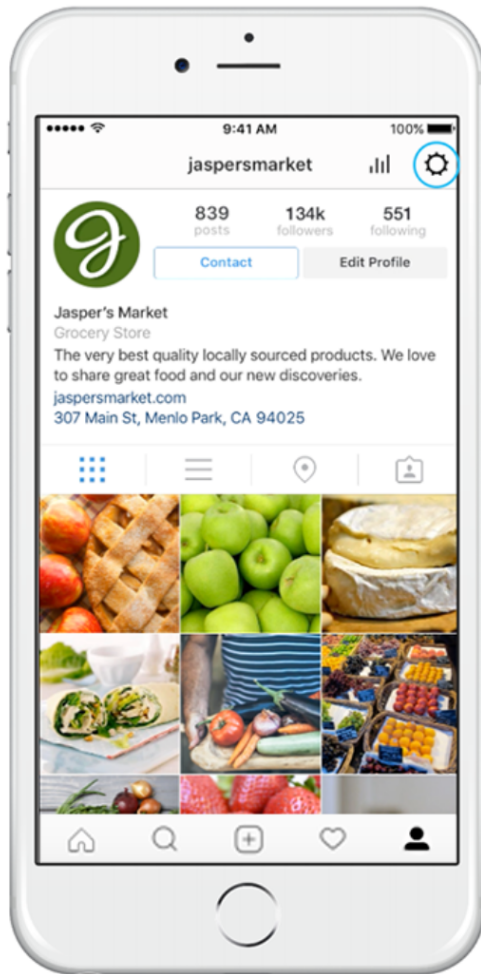 9:41 AM
100%
jaspersmarket
839
134k
551
posts
followers
following
Contact
Edit Profile
Jasper's Market
Grocery Store
The very best quality locally sourced products. We love
to share great food and our new discoveries.
jaspersmarket.com
307 Main St, Menlo Park, CA 94025